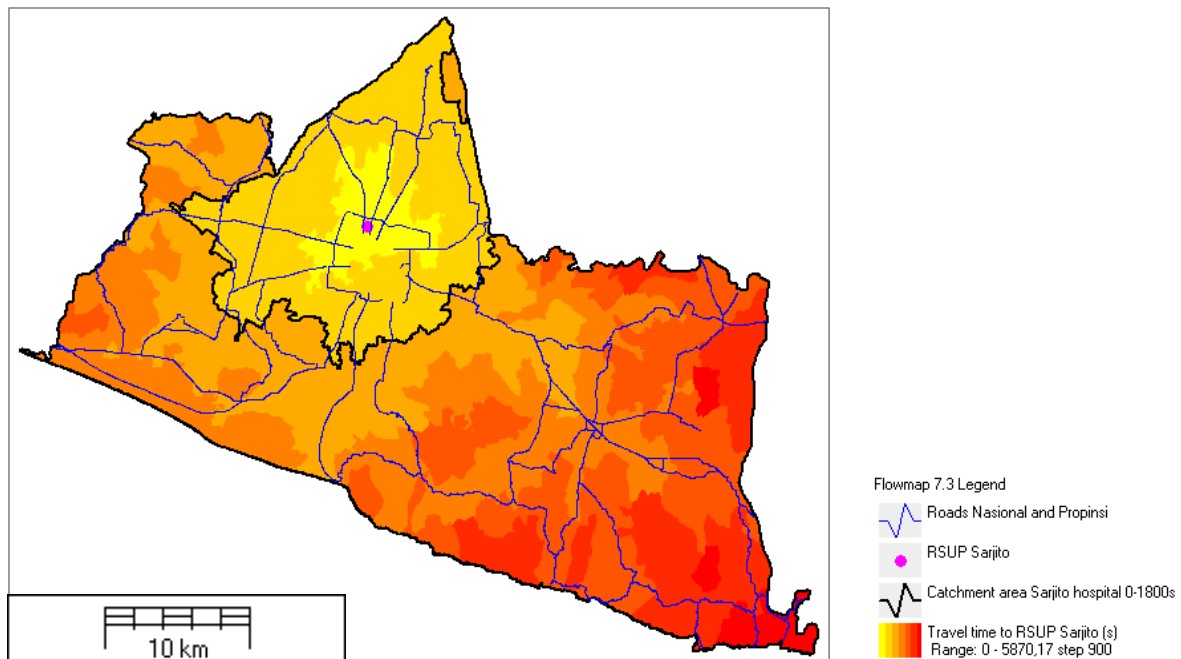 10 km
Flowmap 7.3 Legend
Roads Nasional and Propinsi
RSUP Sarjito
Catchment area Sarjito hospital 0-1800s
Travel time to RSUP Sarjito (s)
Range: 0 - 5870,17 step 900